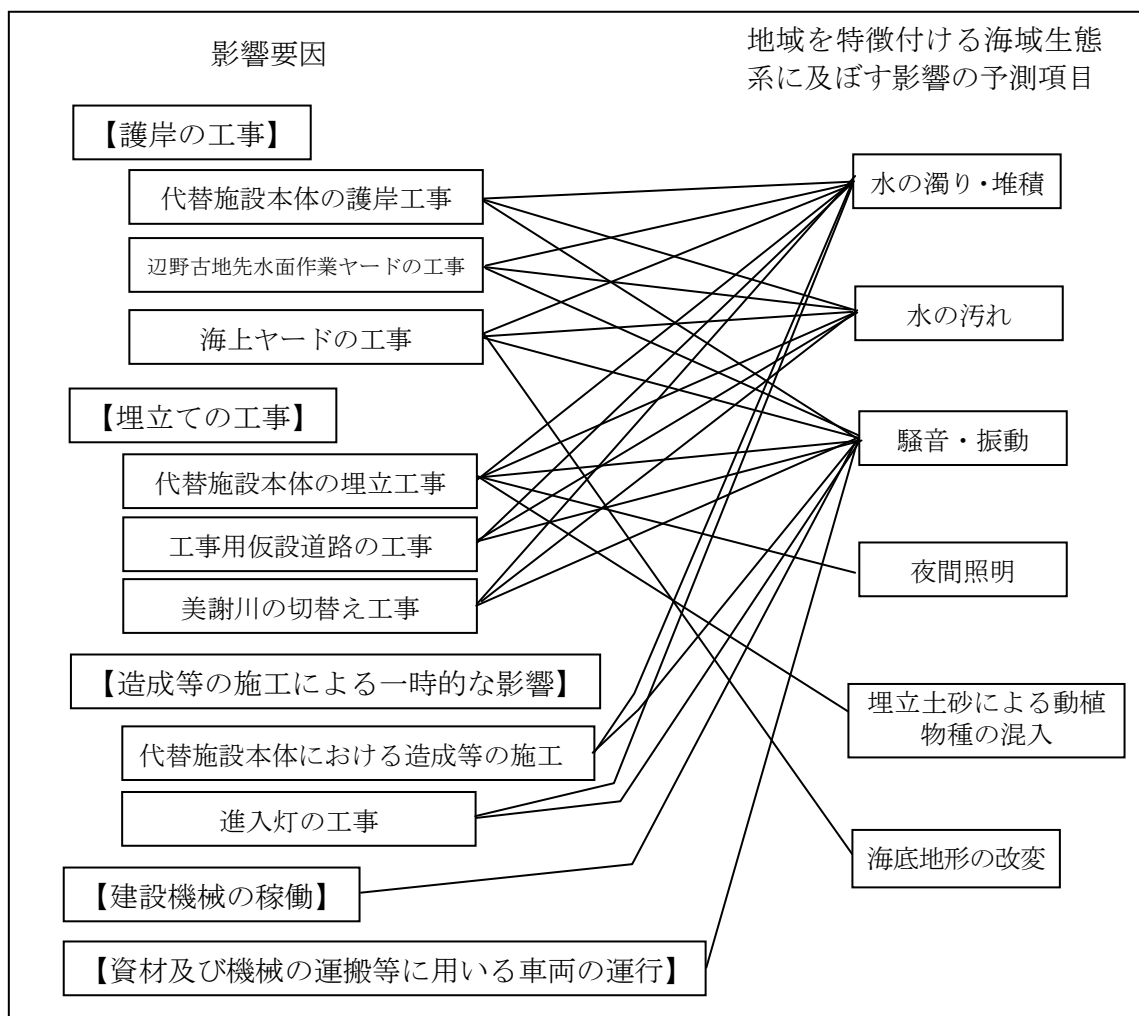 影響要因
地域を特徴付ける海域生態
系に及ぼす影響の予測項目
【護岸の工事】
代替施設本体の護岸工事
辺野古地先水面作業ヤードの工事
海上ヤードの工事
【埋立ての工事】
代替施設本体の埋立工事
工事用仮設道路の工事
美謝川の切替え工事
【造成等の施工による一時的な影響】
代替施設本体における造成等の施工
進入灯の工事
【建設機械の稼働】
【資材及び機械の運搬等に用いる車両の運行】
水の濁り・堆積
水の汚れ
騒音・振動
夜間照明
埋立土砂による動植
物種の混入
海底地形の改変